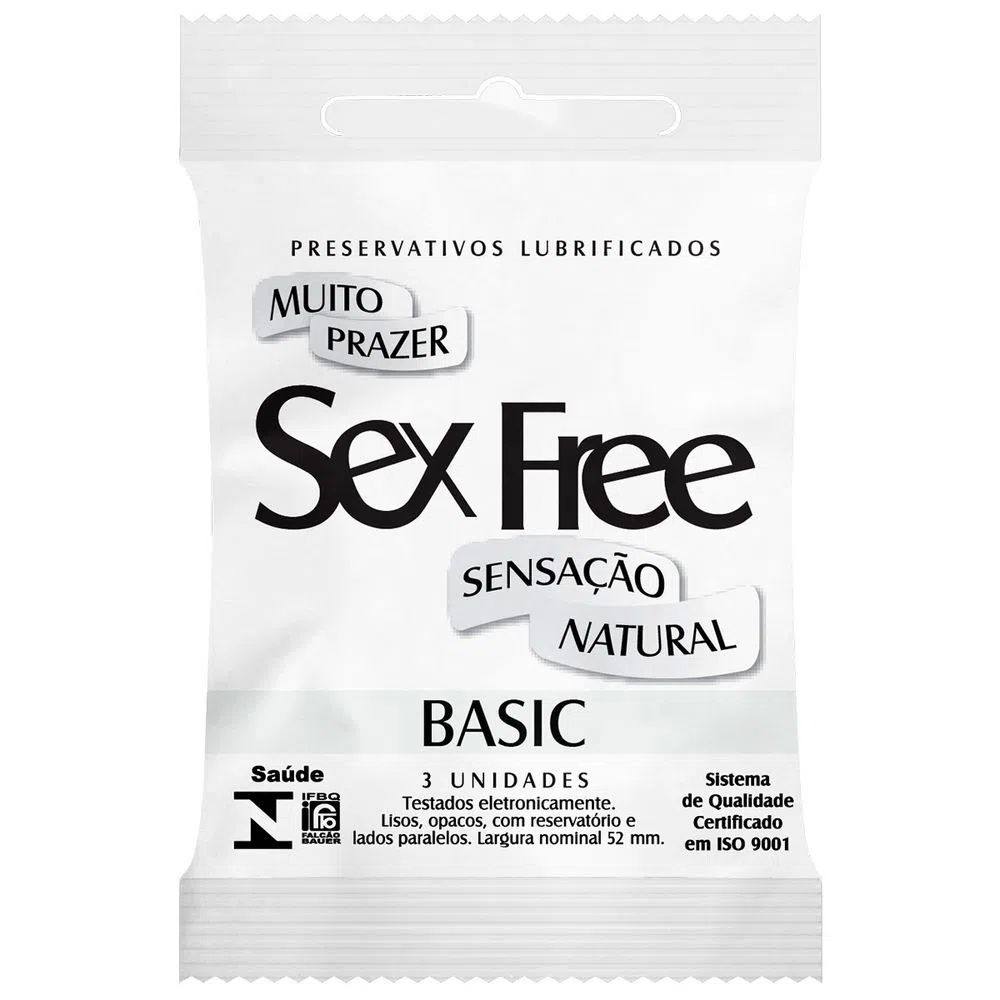 PRESERVATIVOS LUBRIFICADOS
MUITO
PRAZER
Sex Free
SENSAÇÃO
NATURAL
BASIC
3 UNIDADES
Testados eletronicamente.
Lisos, opacos, com reservatório e
lados paralelos. Largura nominal 52 mm.
Saúde
IFBQ
FALCÃO
BAUER
Sistema
de Qualidade
Certificado
em ISO 9001